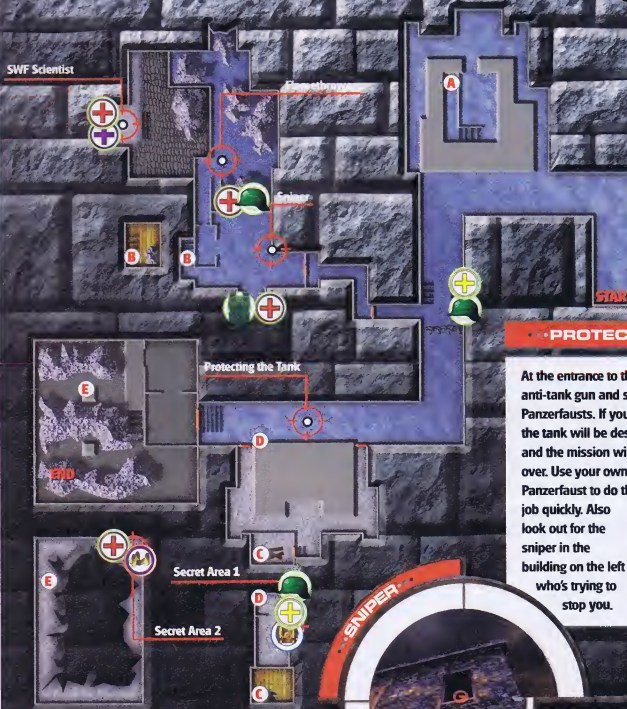 SWF Scientist
Flamethrower
A
Sniper
B
B
START
Protecting the Tank
E
D
END
C
E
Secret Area 1
D
Secret Area 2
C
PROTEC
At the entrance to th
anti-tank gun and s
Panzerfausts. If you
the tank will be des
and the mission wi
over. Use your own
Panzerfaust to do th
job quickly. Also
look out for the
sniper in the
building on the left
who's trying to
stop you.
SNIPER